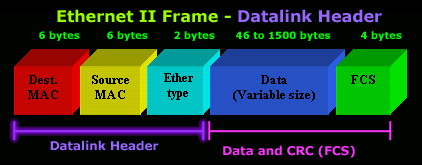 Ethernet II Frame - Datalink Header
6 bytes 6 bytes 2 bytes 46 to 1500 bytes 4 bytes
Dest. MAC
Source MAC
Ether type
Data (Variable size)
FCS
Datalink Header
Data and CRC (FCS)